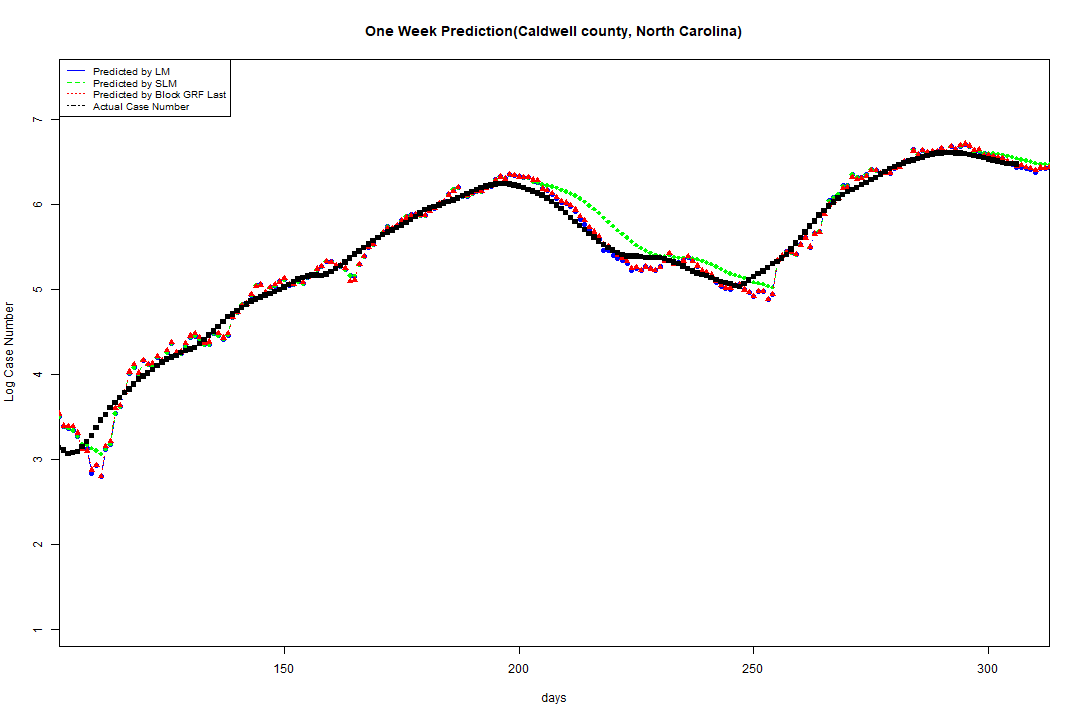 One Week Prediction(Caldwell county, North Carolina)
Predicted by LM
Predicted by SLM
Predicted by Block GRF Last
Actual Case Number
7
6
5
4
3
2
1
Log Case Number
150 200 250 300
days